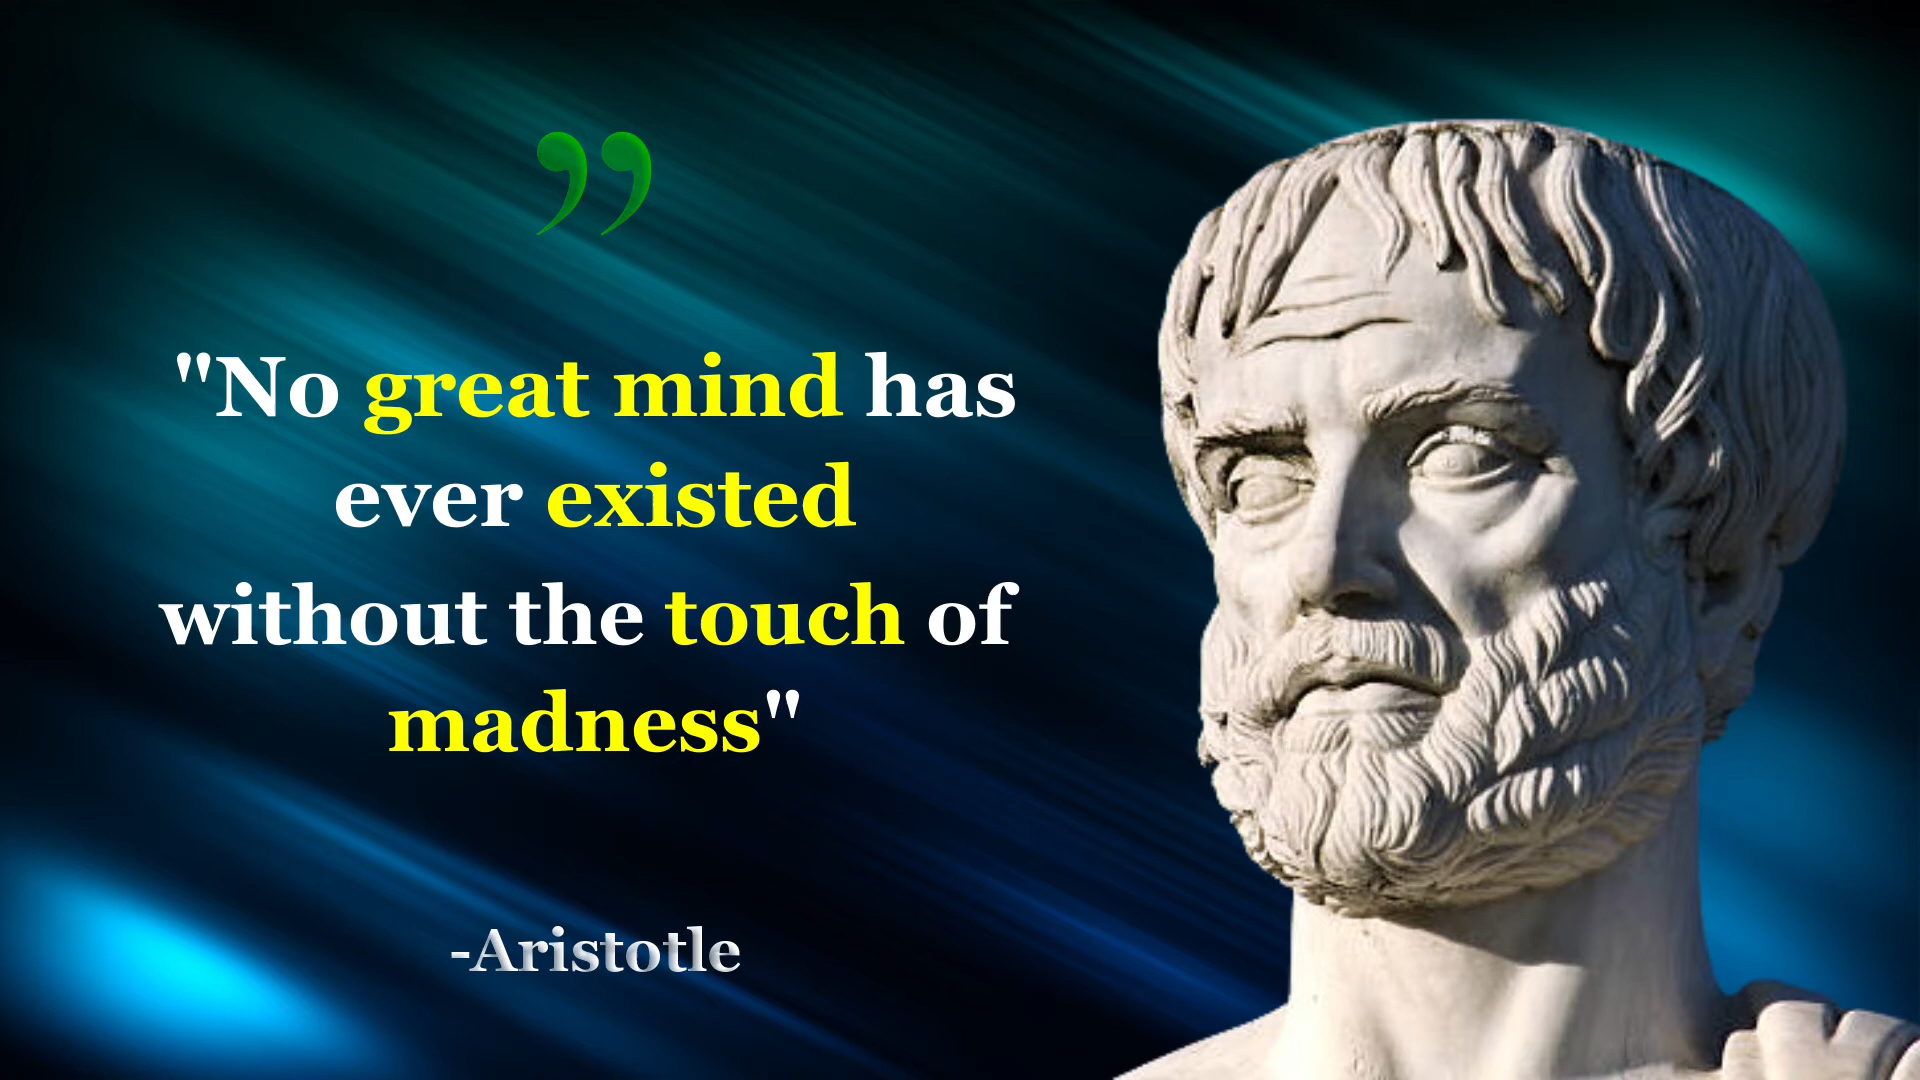 ”
"No great mind has
ever existed
without the touch of
madness"
-Aristotle